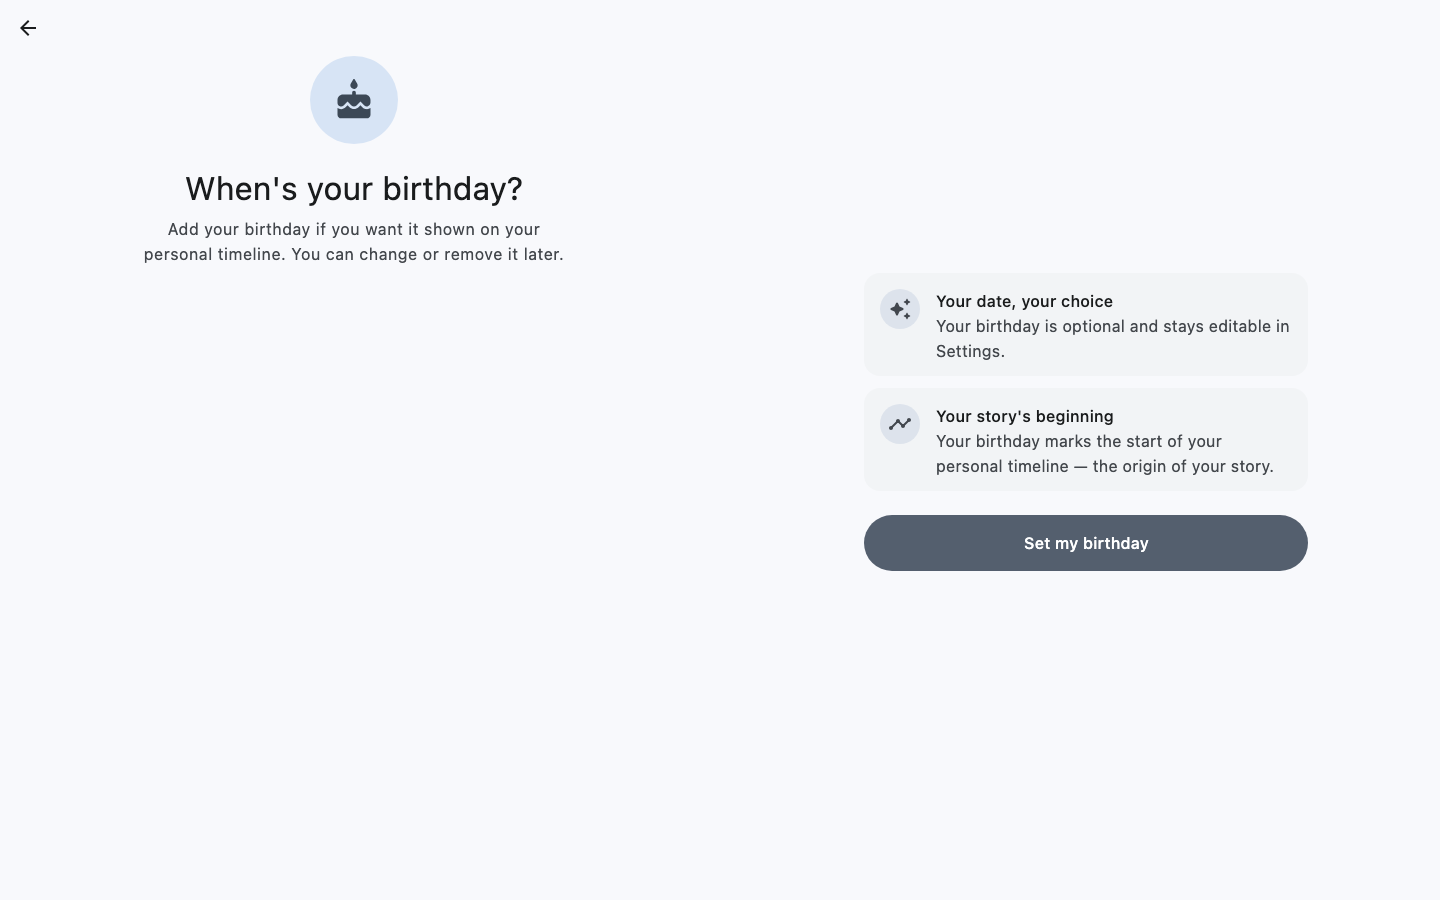 When's your birthday?
Add your birthday if you want it shown on your
personal timeline. You can change or remove it later.
Your date, your choice
Your birthday is optional and stays editable in
Settings.
Your story's beginning
Your birthday marks the start of your
personal timeline — the origin of your story.
Set my birthday